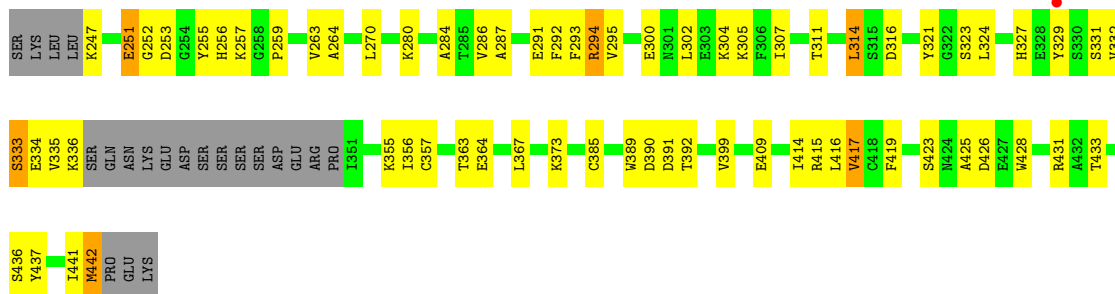 SER LYS LEU LEU K247 E251 G252 D253 G254 Y255 H256 K257 G258 P259 V263 A264 L270 K280 A284 T285 V286 A287 E291 F292 F293 R294 V295 E300 N301 L302 E303 K304 K305 F306 I307 T311 L314 S315 D316 Y321 G322 S323 L324 H327 E328 Y329 S330 S331
S333 E334 V335 K336 SER GLN ASN LYS GLU ASP SER SER SER SER ASP GLU ARG PRO I351 K355 I356 C357 T363 E364 L367 K373 C385 W389 D390 D391 T392 V399 E409 I414 R415 L416 V417 C418 F419 S423 N424 A425 D426 E427 W428 R431 A432 T433
S436 Y437 I441 M442 PRO GLU LYS